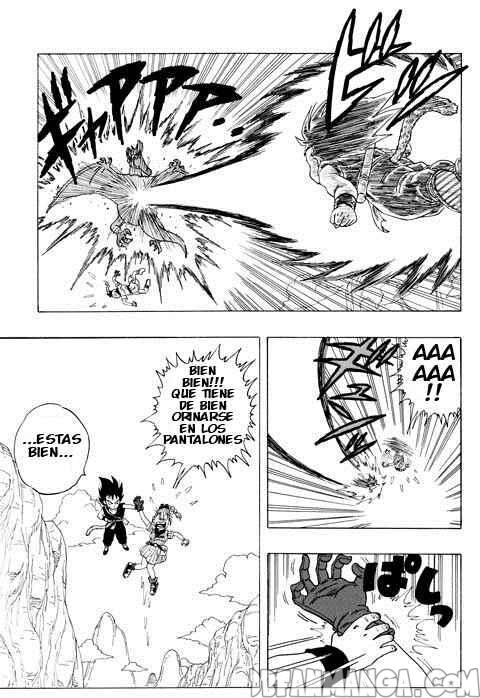 ギャアアア
ビュッ
AAA
AAA
!!
BIEN
BIEN!!!
QUE TIENE
DE BIEN
ORINARSE
EN LOS
PANTALONES
...ESTAS
BIEN...
ぱしっ
DBFANMANGA.COM